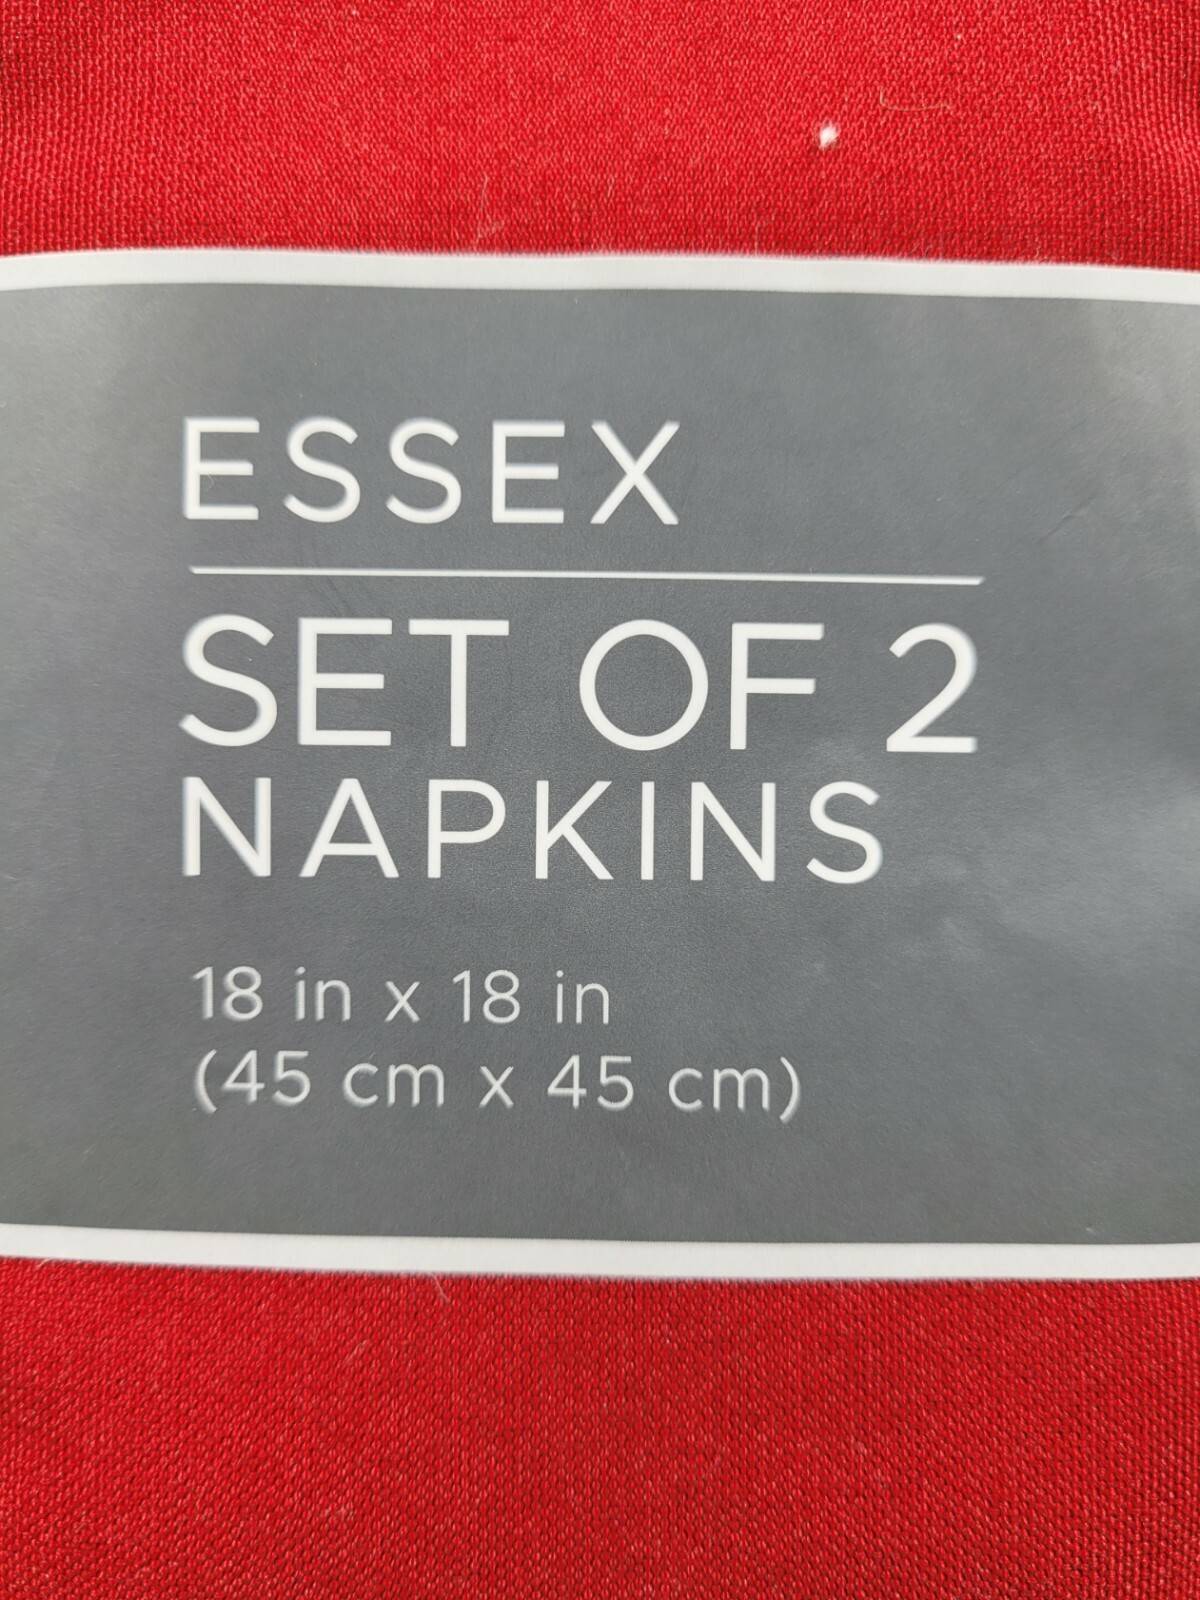 ESSEX
SET OF 2
NAPKINS
18 in x 18 in
(45 cm x 45 cm)